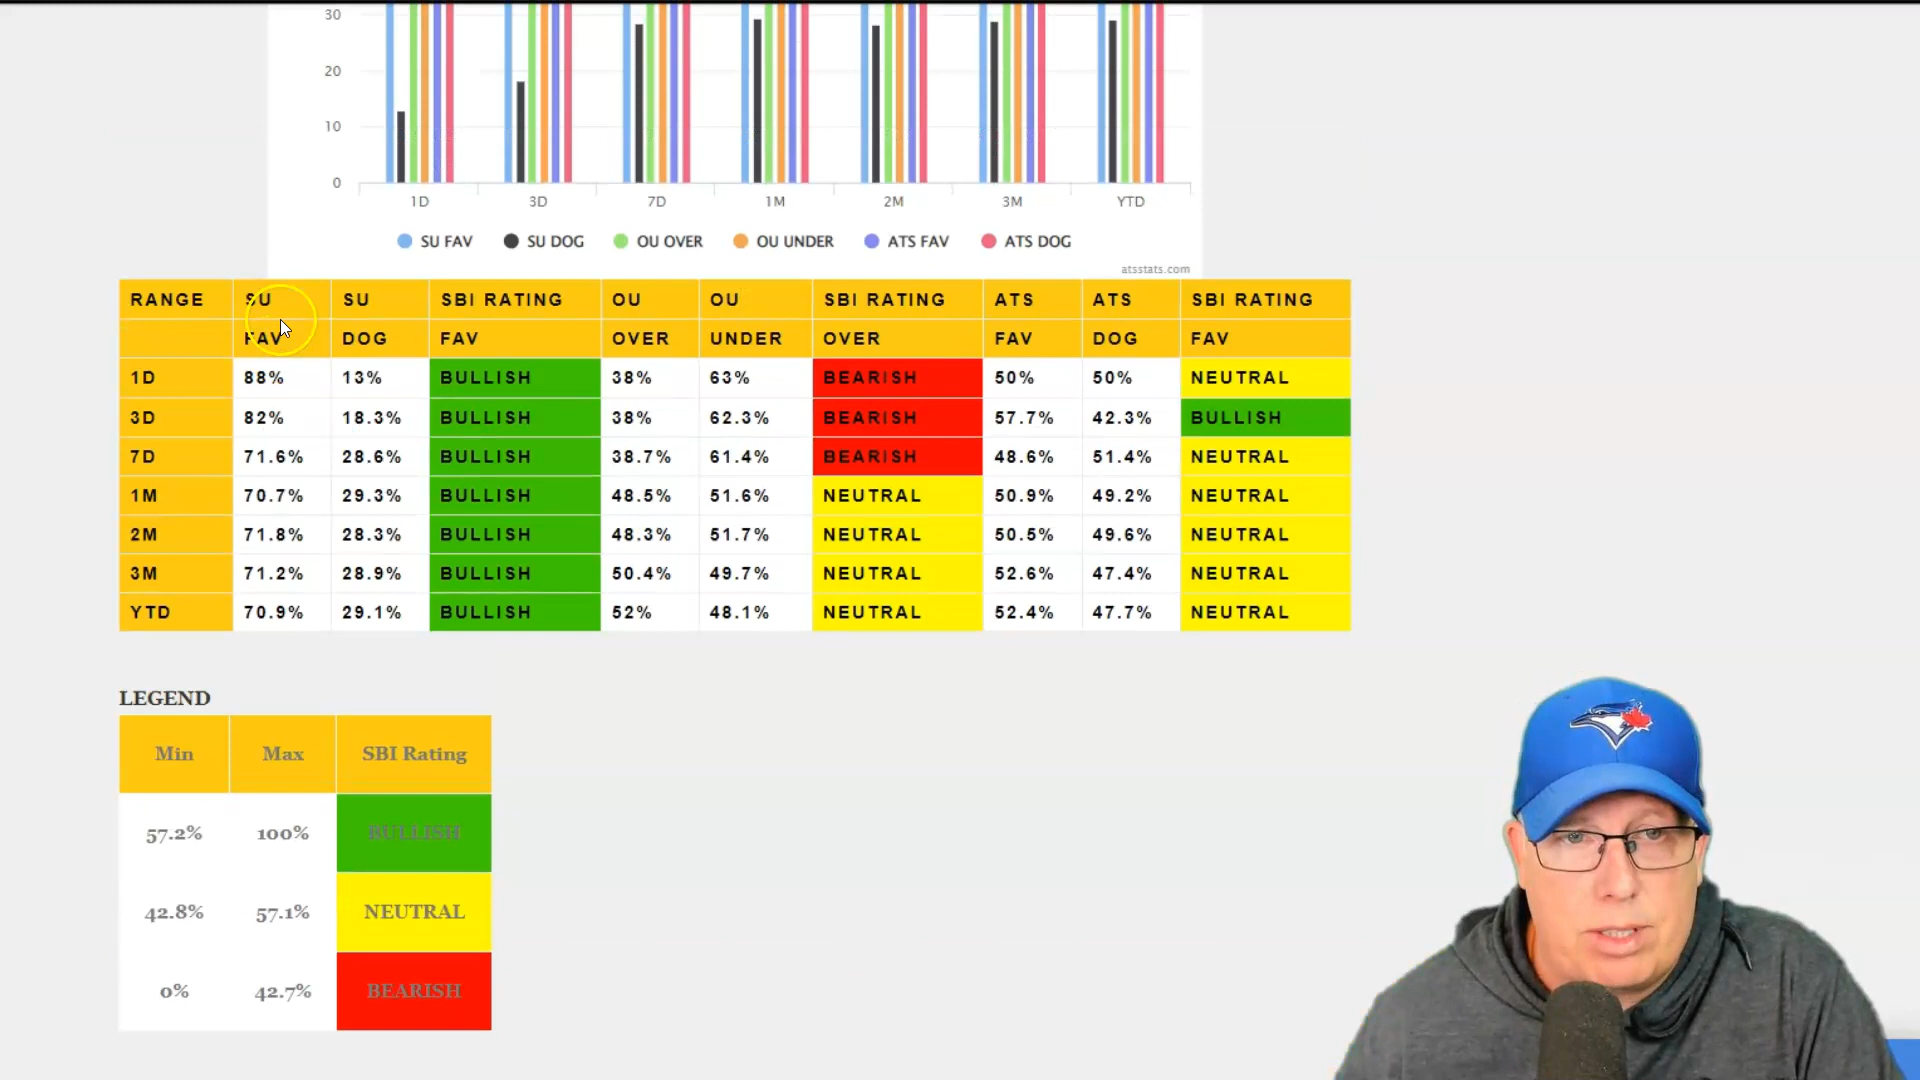 30
20
10
0
1D 3D 7D 1M 2M 3M YTD
SU FAV SU DOG OU OVER OU UNDER ATS FAV ATS DOG
atsstats.com
RANGE SU SU SBI RATING OU OU SBI RATING ATS ATS SBI RATING
FAV DOG FAV OVER UNDER OVER FAV DOG FAV
1D 88% 13% BULLISH 38% 63% BEARISH 50% 50% NEUTRAL
3D 82% 18.3% BULLISH 38% 62.3% BEARISH 57.7% 42.3% BULLISH
7D 71.6% 28.6% BULLISH 38.7% 61.4% BEARISH 48.6% 51.4% NEUTRAL
1M 70.7% 29.3% BULLISH 48.5% 51.6% NEUTRAL 50.9% 49.2% NEUTRAL
2M 71.8% 28.3% BULLISH 48.3% 51.7% NEUTRAL 50.5% 49.6% NEUTRAL
3M 71.2% 28.9% BULLISH 50.4% 49.7% NEUTRAL 52.6% 47.4% NEUTRAL
YTD 70.9% 29.1% BULLISH 52% 48.1% NEUTRAL 52.4% 47.7% NEUTRAL
LEGEND
Min Max SBI Rating
57.2% 100% BULLISH
42.8% 57.1% NEUTRAL
0% 42.7% BEARISH